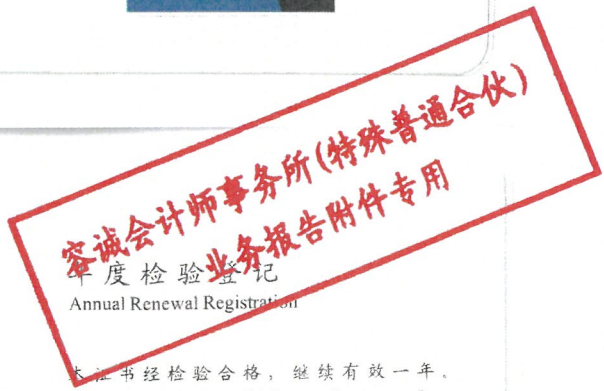 容诚会计师事务所(特殊普通合伙)
业务报告附件专用
年度检验登记
Annual Renewal Registration
本证书经检验合格，继续有效一年。